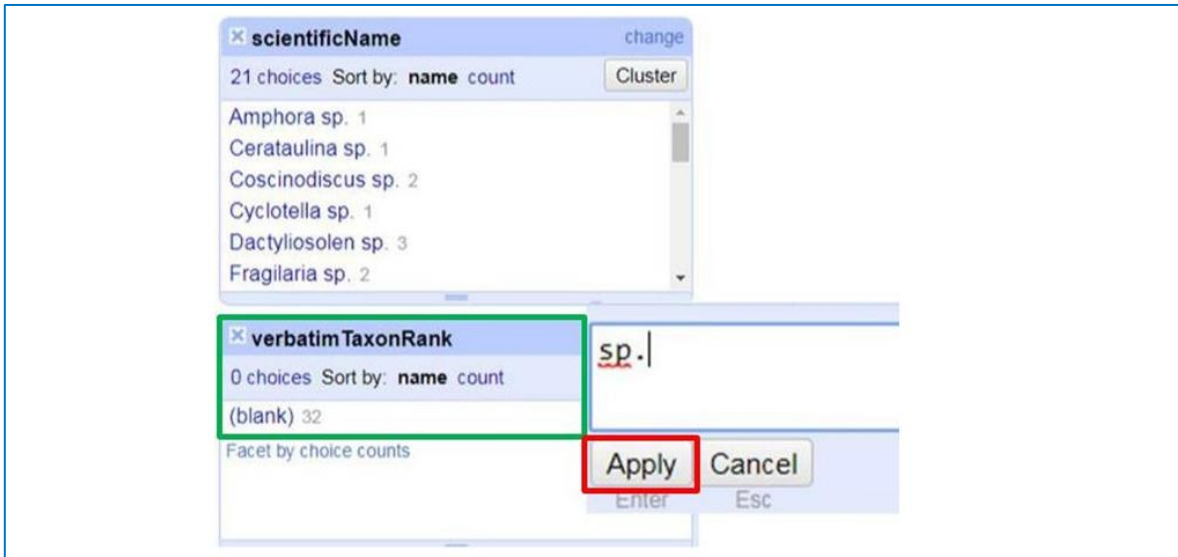 scientificName change
21 choices Sort by: name count Cluster
Amphora sp. 1
Cerataulina sp. 1
Coscinodiscus sp. 2
Cyclotella sp. 1
Dactyliosolen sp. 3
Fragilaria sp. 2
verbatimTaxonRank
0 choices Sort by: name count
(blank) 32
Facet by choice counts
sp.
Apply Cancel
Enter Esc